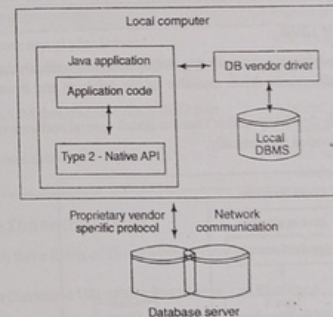 Local computer
Java application
Application code
Type 2 - Native API
DB vendor driver
Local
DBMS
Proprietary vendor
specific protocol
Network
communication
Database server